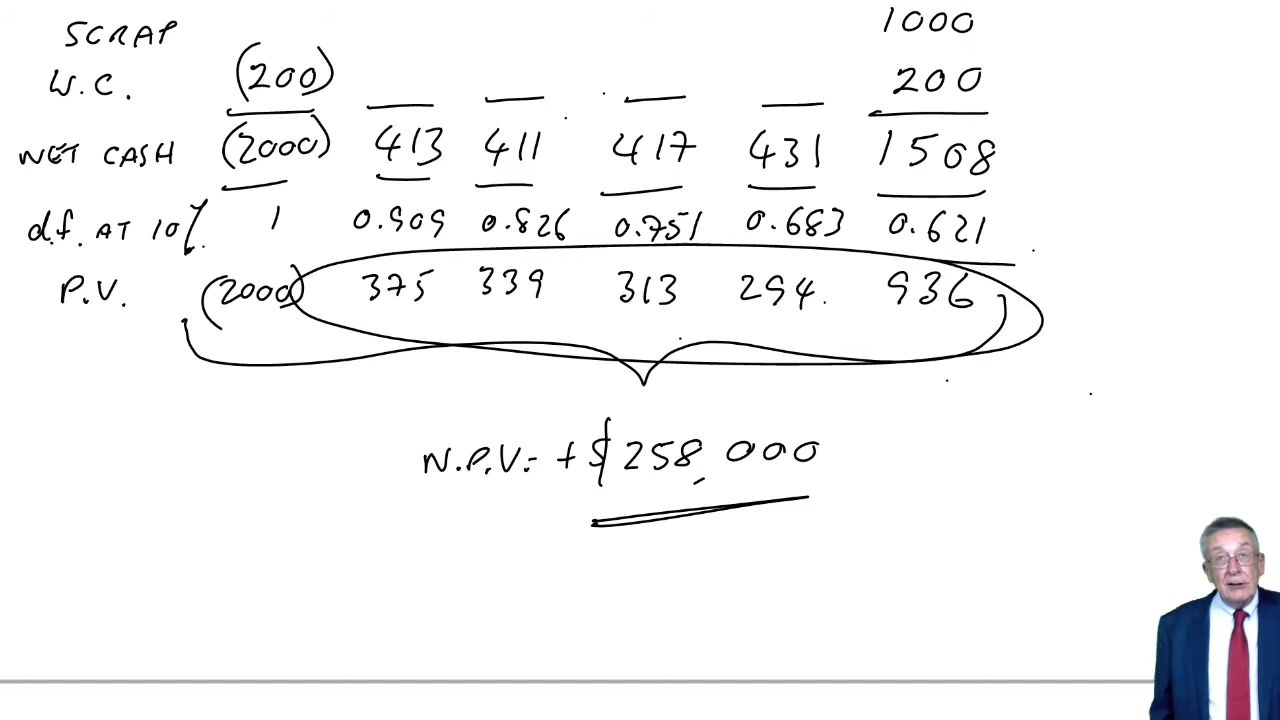 SCRAP 1000
W.C. (200) 200
NET CASH (2000) 413 411 417 431 1508
d.f. AT 10% 1 0.909 0.826 0.751 0.683 0.621
P.V. (2000) 375 339 313 294 936
N.P.V. = + $258,000